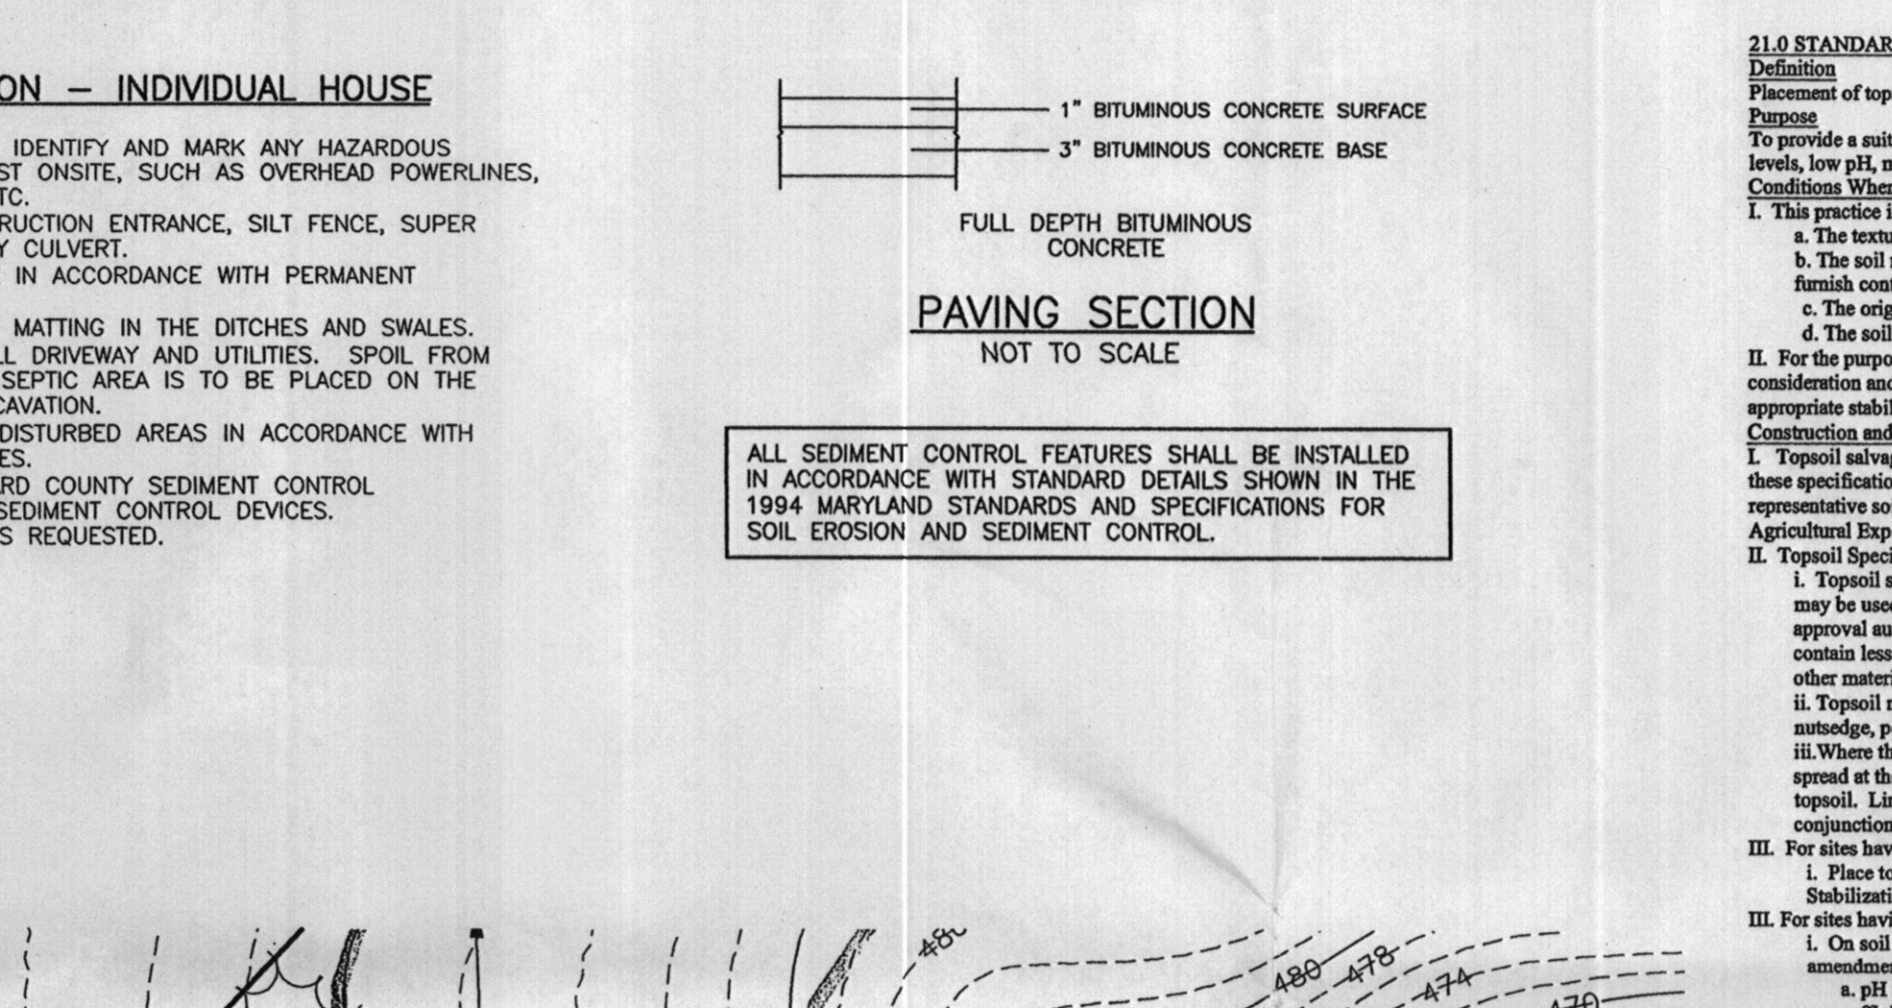 ON – INDIVIDUAL HOUSE
IDENTIFY AND MARK ANY HAZARDOUS
ST ONSITE, SUCH AS OVERHEAD POWERLINES,
TC.
RUCTION ENTRANCE, SILT FENCE, SUPER
Y CULVERT.
IN ACCORDANCE WITH PERMANENT
MATTING IN THE DITCHES AND SWALES.
LL DRIVEWAY AND UTILITIES. SPOIL FROM
SEPTIC AREA IS TO BE PLACED ON THE
CAVATION.
DISTURBED AREAS IN ACCORDANCE WITH
ES.
RD COUNTY SEDIMENT CONTROL
SEDIMENT CONTROL DEVICES.
S REQUESTED.
1" BITUMINOUS CONCRETE SURFACE
3" BITUMINOUS CONCRETE BASE
FULL DEPTH BITUMINOUS
CONCRETE
PAVING SECTION
NOT TO SCALE
ALL SEDIMENT CONTROL FEATURES SHALL BE INSTALLED
IN ACCORDANCE WITH STANDARD DETAILS SHOWN IN THE
1994 MARYLAND STANDARDS AND SPECIFICATIONS FOR
SOIL EROSION AND SEDIMENT CONTROL.
21.0 STANDAR
Definition
Placement of top
Purpose
To provide a suit
levels, low pH, m
Conditions Wher
I. This practice i
a. The textu
b. The soil
furnish cont
c. The orig
d. The soil
II. For the purpo
consideration and
appropriate stabil
Construction and
I. Topsoil salvag
these specificatio
representative so
Agricultural Exp
II. Topsoil Speci
i. Topsoil s
may be used
approval au
contain less
other materi
ii. Topsoil
nutsedge, p
iii.Where th
spread at th
topsoil. Lin
conjunction
III. For sites hav
i. Place to
Stabilizati
III. For sites havi
i. On soil
amendmen
a. pH
480
478
474
470